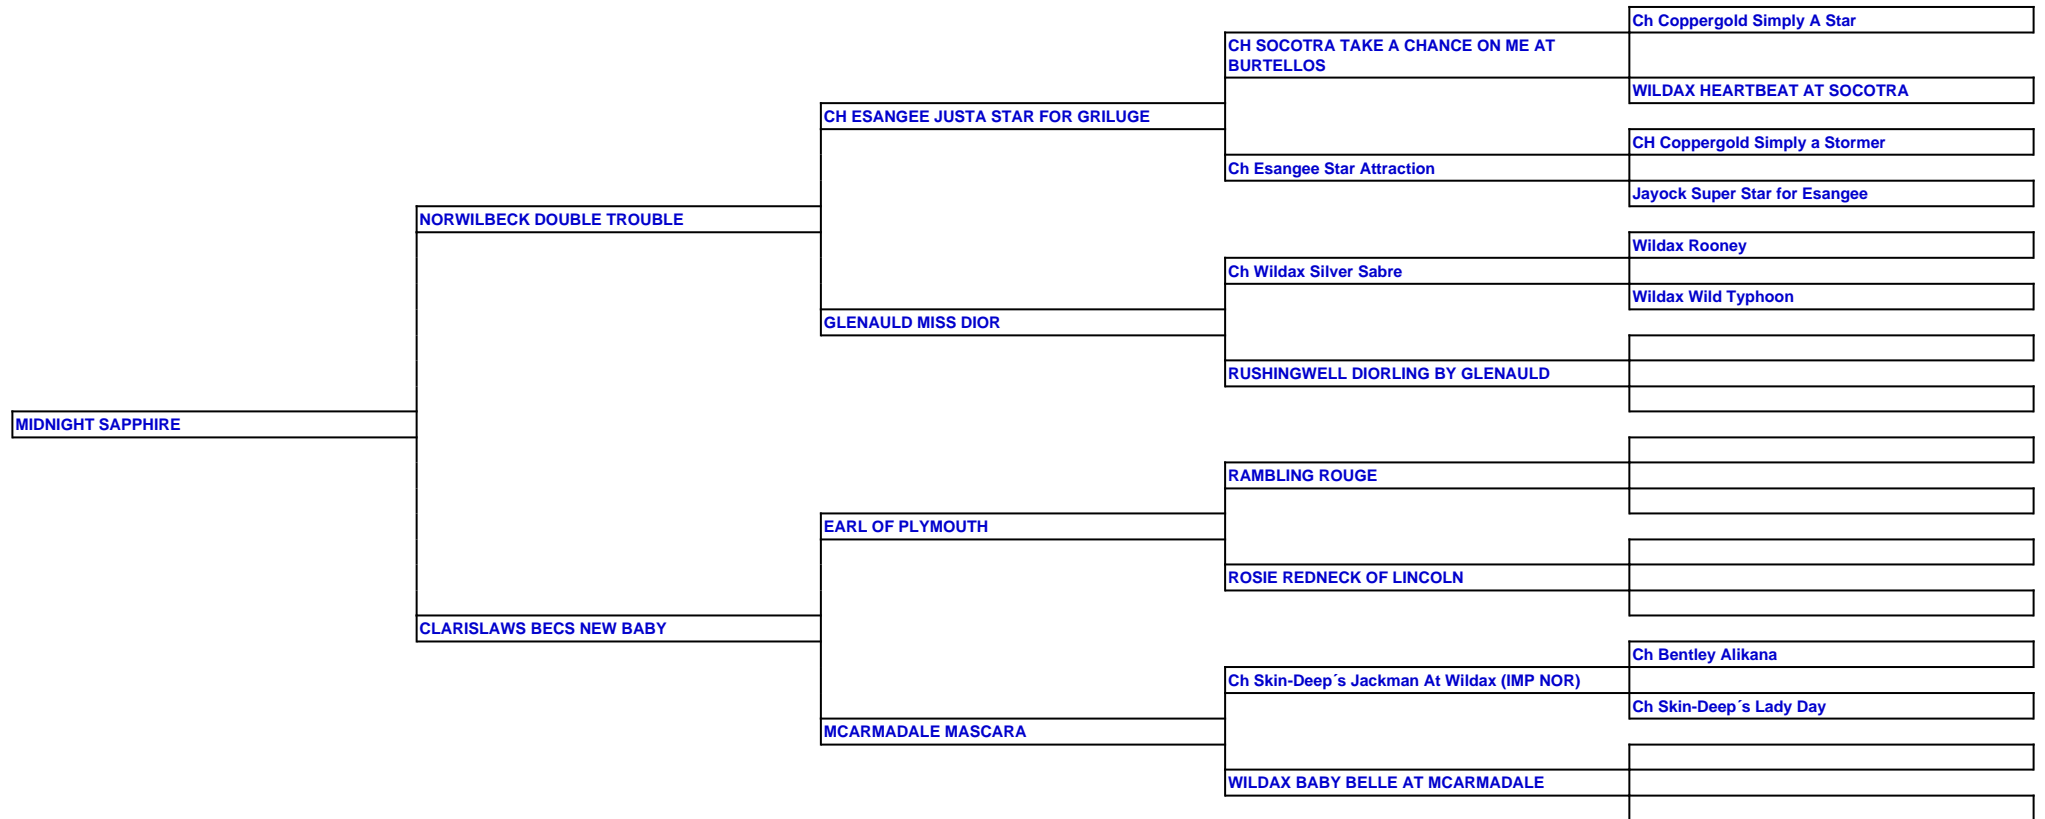 Ch Coppergold Simply A Star
CH SOCOTRA TAKE A CHANCE ON ME AT
BURTELLOS
WILDAX HEARTBEAT AT SOCOTRA
CH ESANGEE JUSTA STAR FOR GRILUGE
CH Coppergold Simply a Stormer
Ch Esangee Star Attraction
Jayock Super Star for Esangee
NORWILBECK DOUBLE TROUBLE
Wildax Rooney
Ch Wildax Silver Sabre
Wildax Wild Typhoon
GLENAULD MISS DIOR
RUSHINGWELL DIORLING BY GLENAULD
MIDNIGHT SAPPHIRE
RAMBLING ROUGE
EARL OF PLYMOUTH
ROSIE REDNECK OF LINCOLN
CLARISLAWS BECS NEW BABY
Ch Bentley Alikana
Ch Skin-Deep´s Jackman At Wildax (IMP NOR)
Ch Skin-Deep´s Lady Day
MCARMADALE MASCARA
WILDAX BABY BELLE AT MCARMADALE